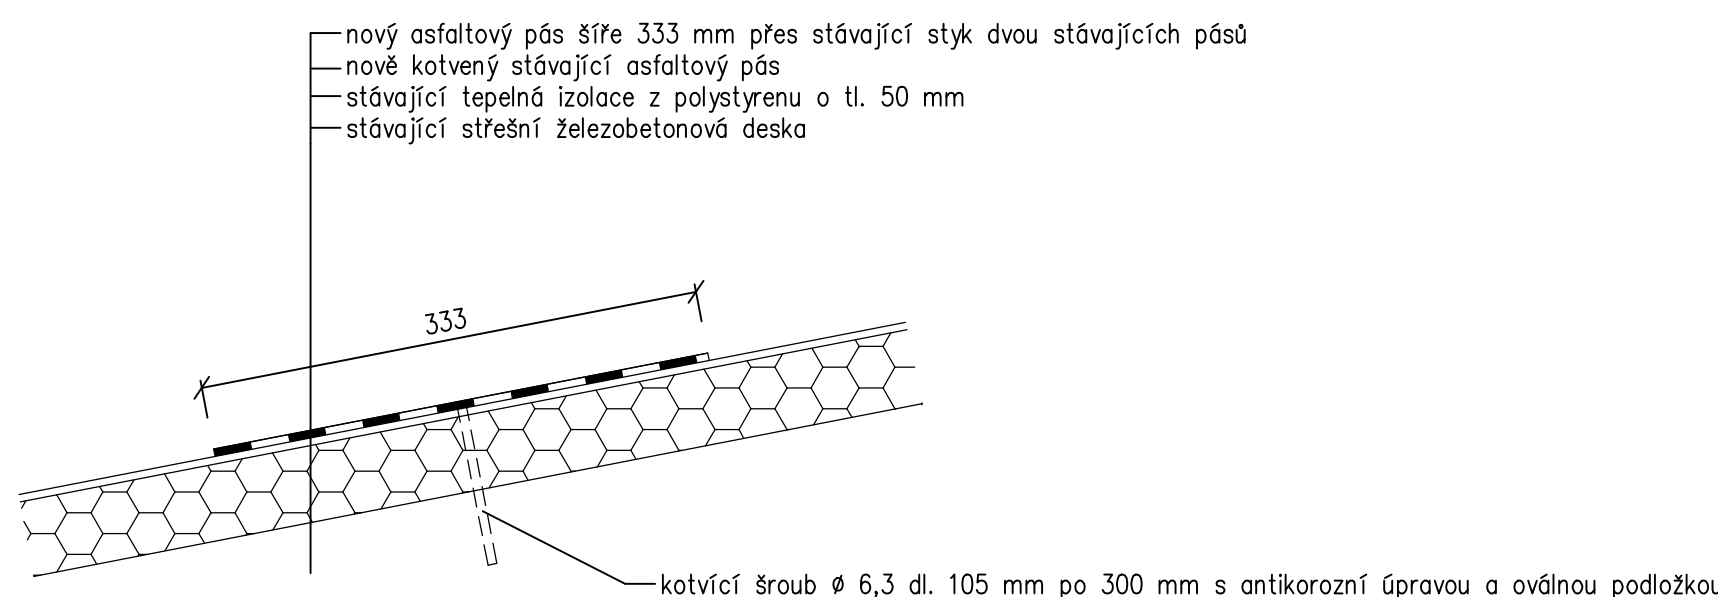 nový asfaltový pás šíře 333 mm přes stávající styk dvou stávajících pásů
nově kotvený stávající asfaltový pás
stávající tepelná izolace z polystyrenu o tl. 50 mm
stávající střešní železobetonová deska
333
kotvící šroub ø 6,3 dl. 105 mm po 300 mm s antikorozní úpravou a oválnou podložkou